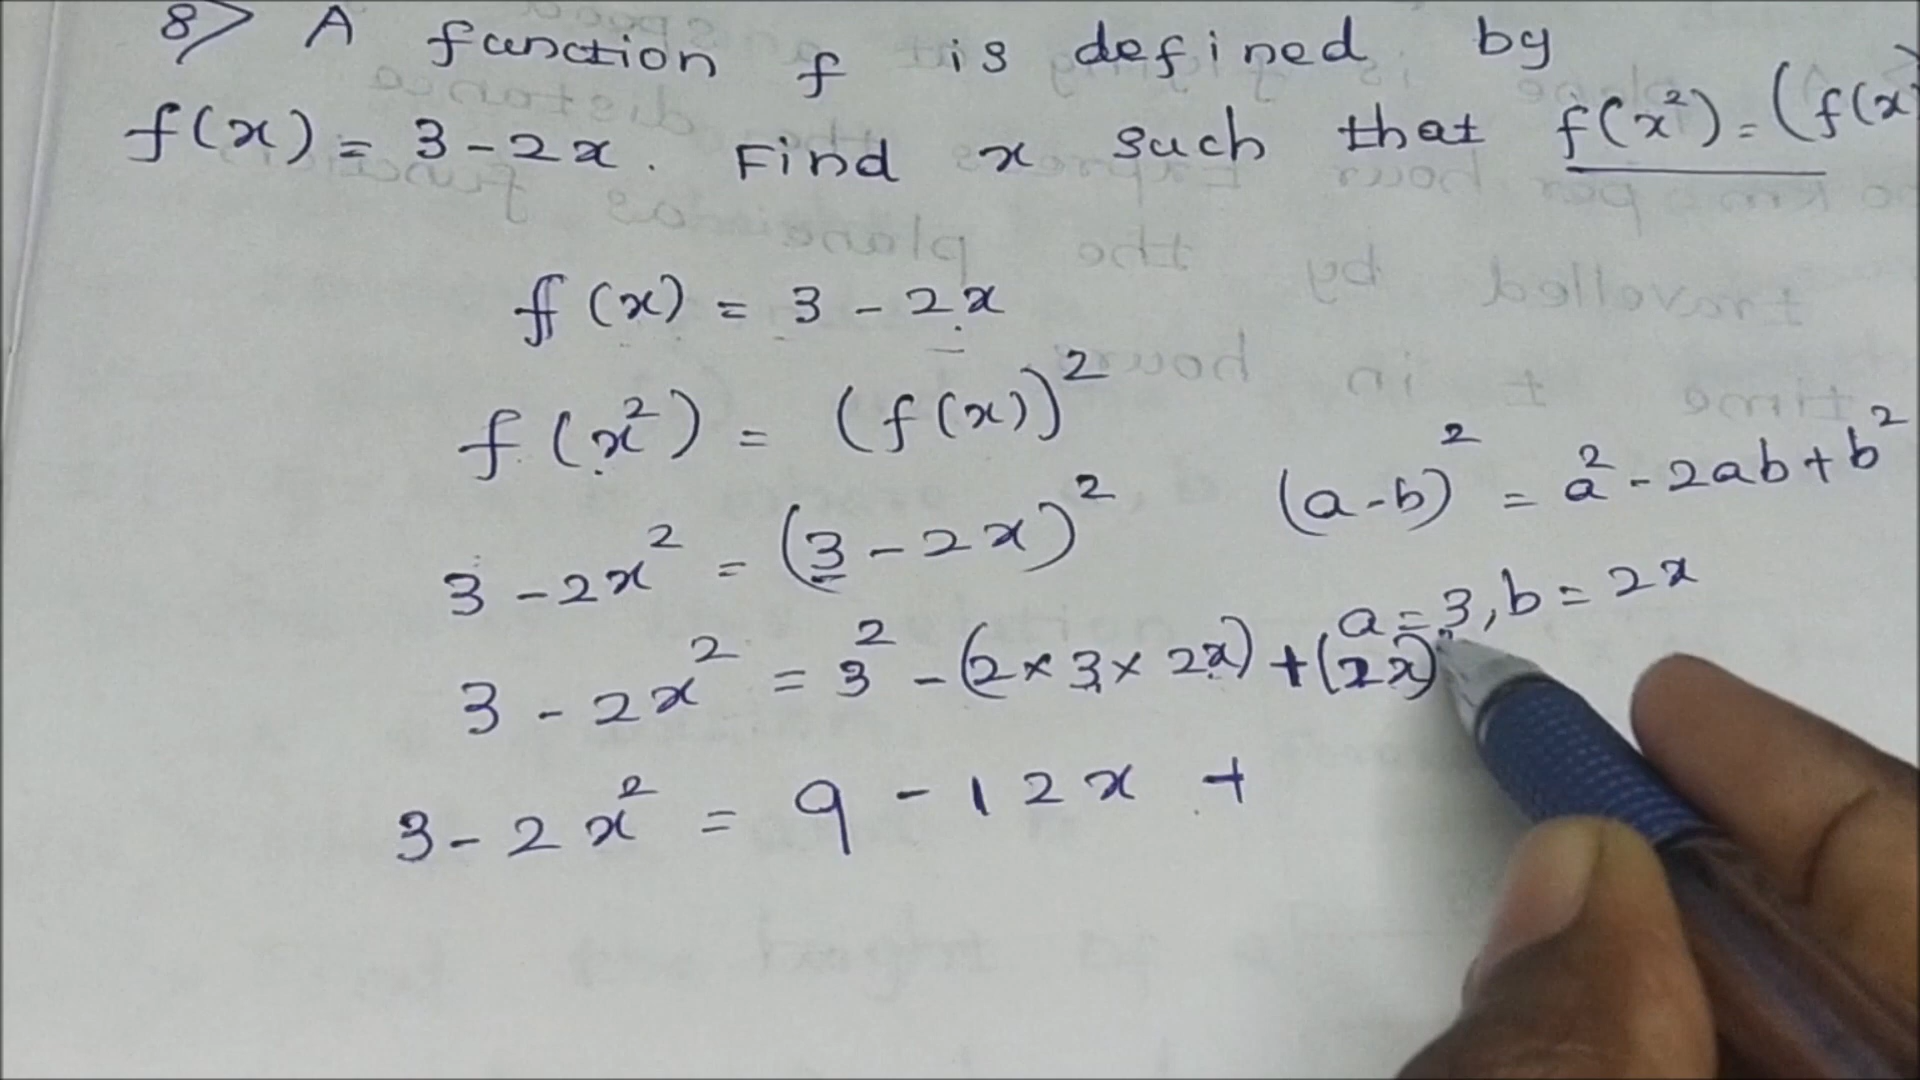 8> A function f is defined by
f(x) = 3 - 2x. Find x such that f(x²) = (f(x)
f(x) = 3 - 2x
f(x²) = (f(x))²
(a-b)² = a² - 2ab + b²
3 - 2x² = (3 - 2x)²
a = 3, b = 2x
3 - 2x² = 3² - (2 × 3 × 2x) + (2x)
3 - 2x² = 9 - 12x +